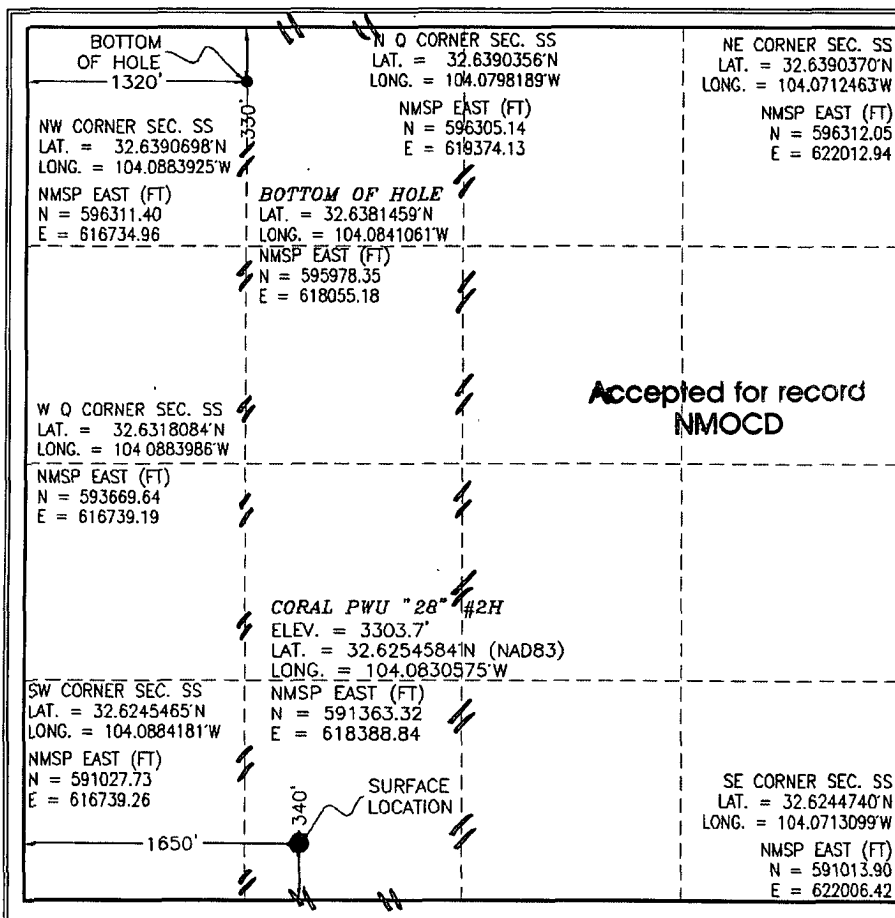 BOTTOM
OF HOLE
1320'
330'
N Q CORNER SEC. SS
LAT. = 32.6390356'N
LONG. = 104.0798189'W
NMSP EAST (FT)
N = 596305.14
E = 619374.13
NE CORNER SEC. SS
LAT. = 32.6390370'N
LONG. = 104.0712463'W
NMSP EAST (FT)
N = 596312.05
E = 622012.94
NW CORNER SEC. SS
LAT. = 32.6390698'N
LONG. = 104.0883925'W
NMSP EAST (FT)
N = 596311.40
E = 616734.96
BOTTOM OF HOLE
LAT. = 32.6381459'N
LONG. = 104.0841061'W
NMSP EAST (FT)
N = 595978.35
E = 618055.18
Accepted for record
NMOCD
W Q CORNER SEC. SS
LAT. = 32.6318084'N
LONG. = 104.0883986'W
NMSP EAST (FT)
N = 593669.64
E = 616739.19
CORAL PWU "28" #2H
ELEV. = 3303.7'
LAT. = 32.6254584'N (NAD83)
LONG. = 104.0830575'W
NMSP EAST (FT)
N = 591363.32
E = 618388.84
SW CORNER SEC. SS
LAT. = 32.6245465'N
LONG. = 104.0884181'W
NMSP EAST (FT)
N = 591027.73
E = 616739.26
SURFACE
LOCATION
340'
1650'
SE CORNER SEC. SS
LAT. = 32.6244740'N
LONG. = 104.0713099'W
NMSP EAST (FT)
N = 591013.90
E = 622006.42